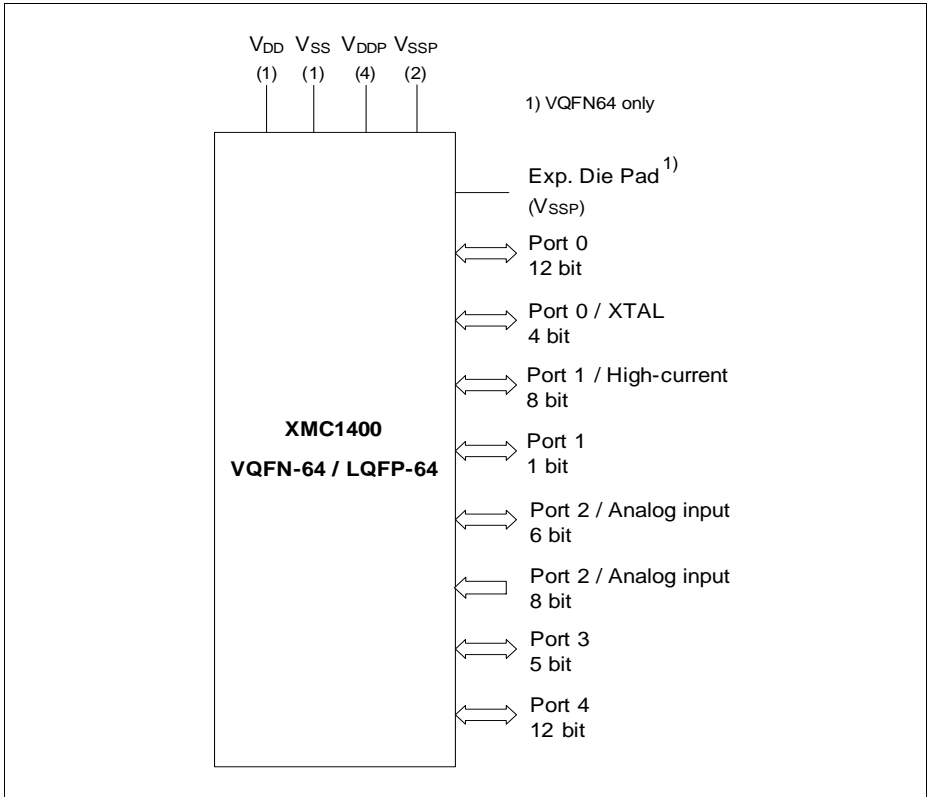 VDD VSS VDDP VSSP
(1) (1) (4) (2)
1) VQFN64 only
Exp. Die Pad 1)
(VSSP)
Port 0
12 bit
Port 0 / XTAL
4 bit
Port 1 / High-current
8 bit
XMC1400
VQFN-64 / LQFP-64
Port 1
1 bit
Port 2 / Analog input
6 bit
Port 2 / Analog input
8 bit
Port 3
5 bit
Port 4
12 bit